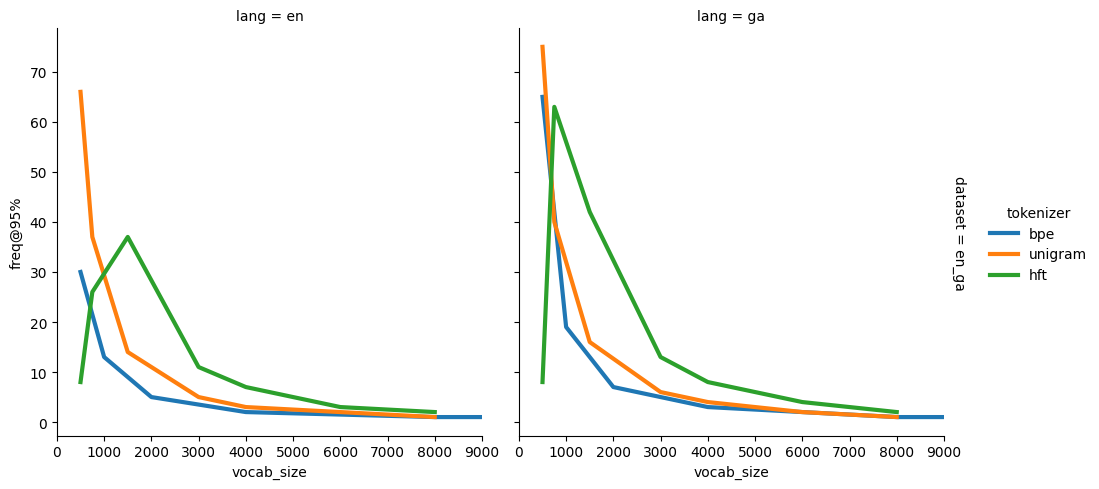 lang = en
lang = ga
freq@95%
70
60
50
40
30
20
10
0
0 1000 2000 3000 4000 5000 6000 7000 8000 9000
0 1000 2000 3000 4000 5000 6000 7000 8000 9000
vocab_size
vocab_size
dataset = en_ga
tokenizer
bpe
unigram
hft